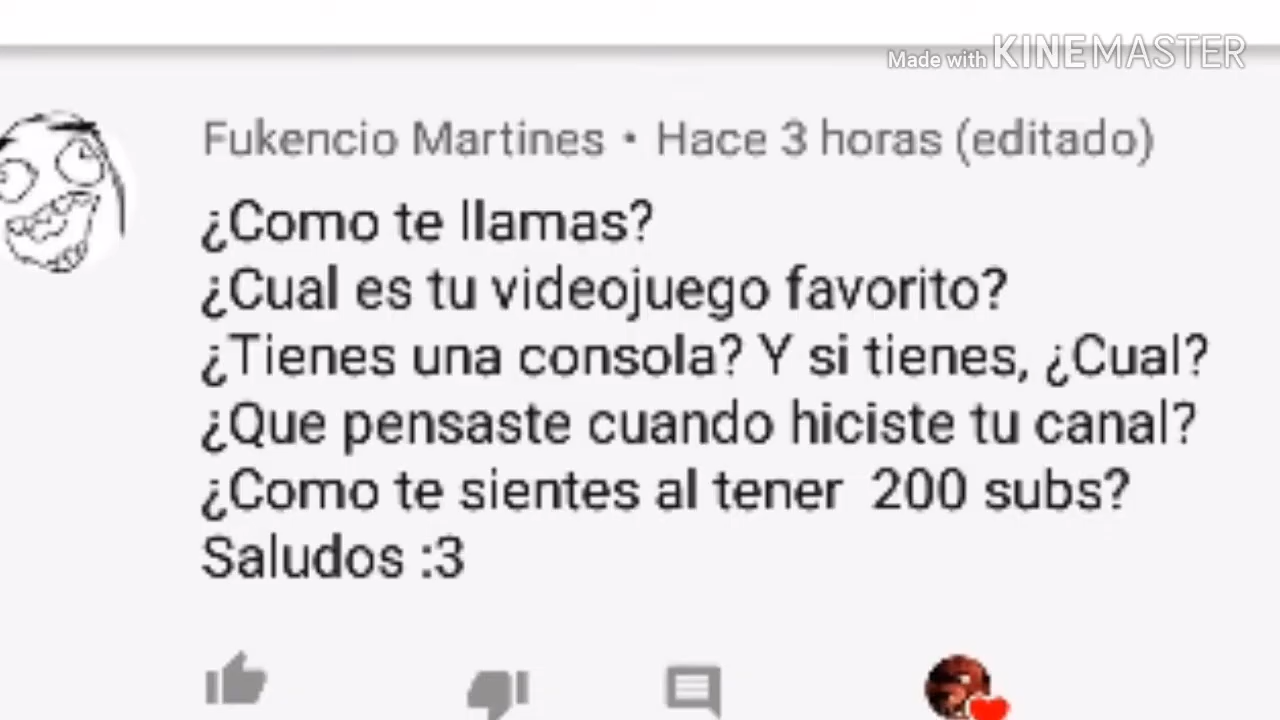 Made with KINEMASTER
Fukencio Martines • Hace 3 horas (editado)
¿Como te llamas?
¿Cual es tu videojuego favorito?
¿Tienes una consola? Y si tienes, ¿Cual?
¿Que pensaste cuando hiciste tu canal?
¿Como te sientes al tener 200 subs?
Saludos :3